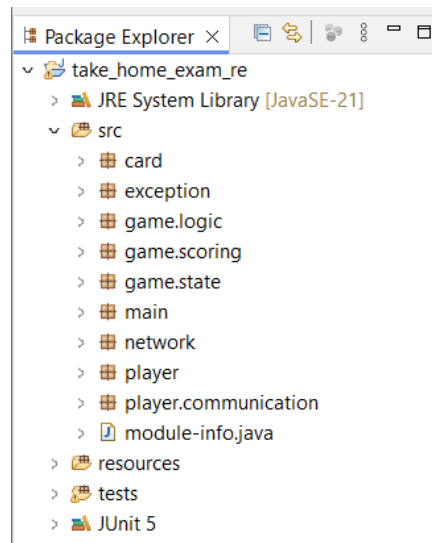 Package Explorer
take_home_exam_re
JRE System Library [JavaSE-21]
src
card
exception
game.logic
game.scoring
game.state
main
network
player
player.communication
module-info.java
resources
tests
JUnit 5